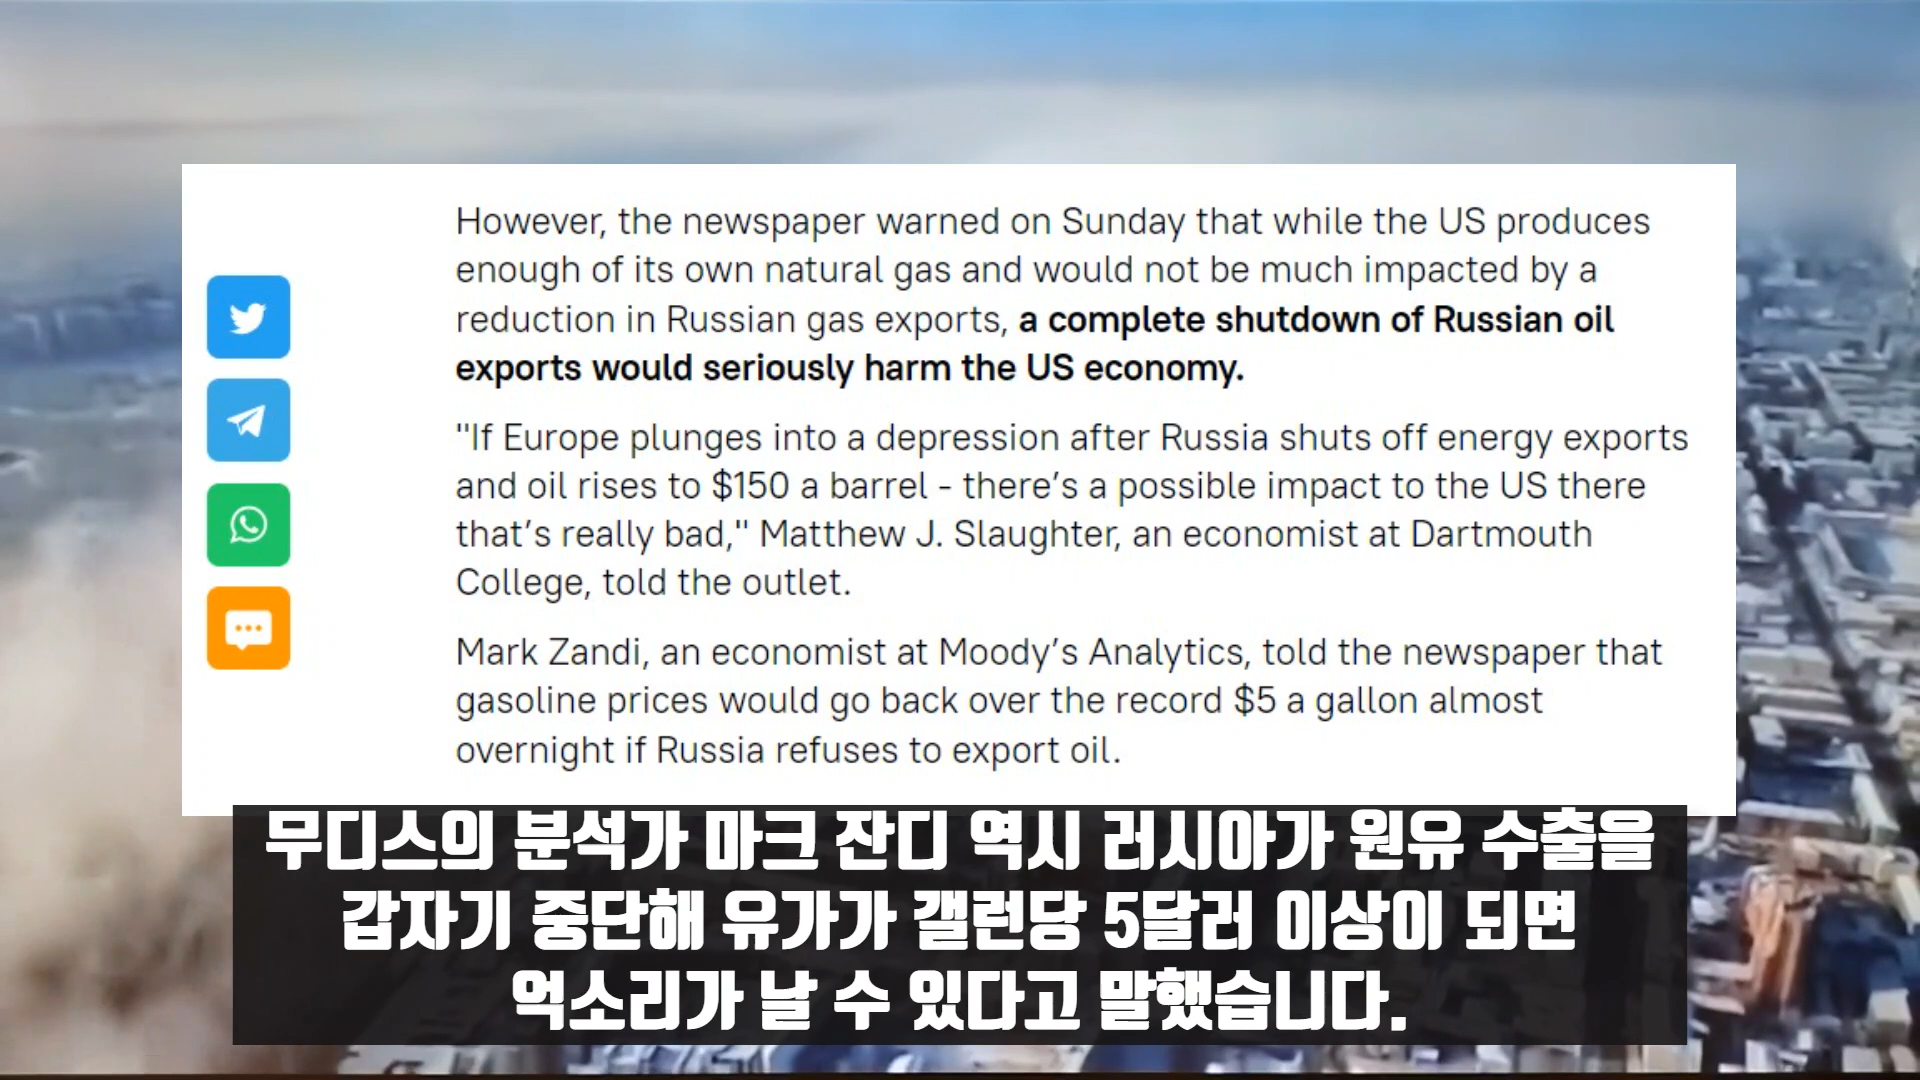 However, the newspaper warned on Sunday that while the US produces
enough of its own natural gas and would not be much impacted by a
reduction in Russian gas exports, a complete shutdown of Russian oil
exports would seriously harm the US economy.
"If Europe plunges into a depression after Russia shuts off energy exports
and oil rises to $150 a barrel - there's a possible impact to the US there
that's really bad," Matthew J. Slaughter, an economist at Dartmouth
College, told the outlet.
Mark Zandi, an economist at Moody's Analytics, told the newspaper that
gasoline prices would go back over the record $5 a gallon almost
overnight if Russia refuses to export oil.
무디스의 분석가 마크 잔디 역시 러시아가 원유 수출을
갑자기 중단해 유가가 갤런당 5달러 이상이 되면
억소리가 날 수 있다고 말했습니다.